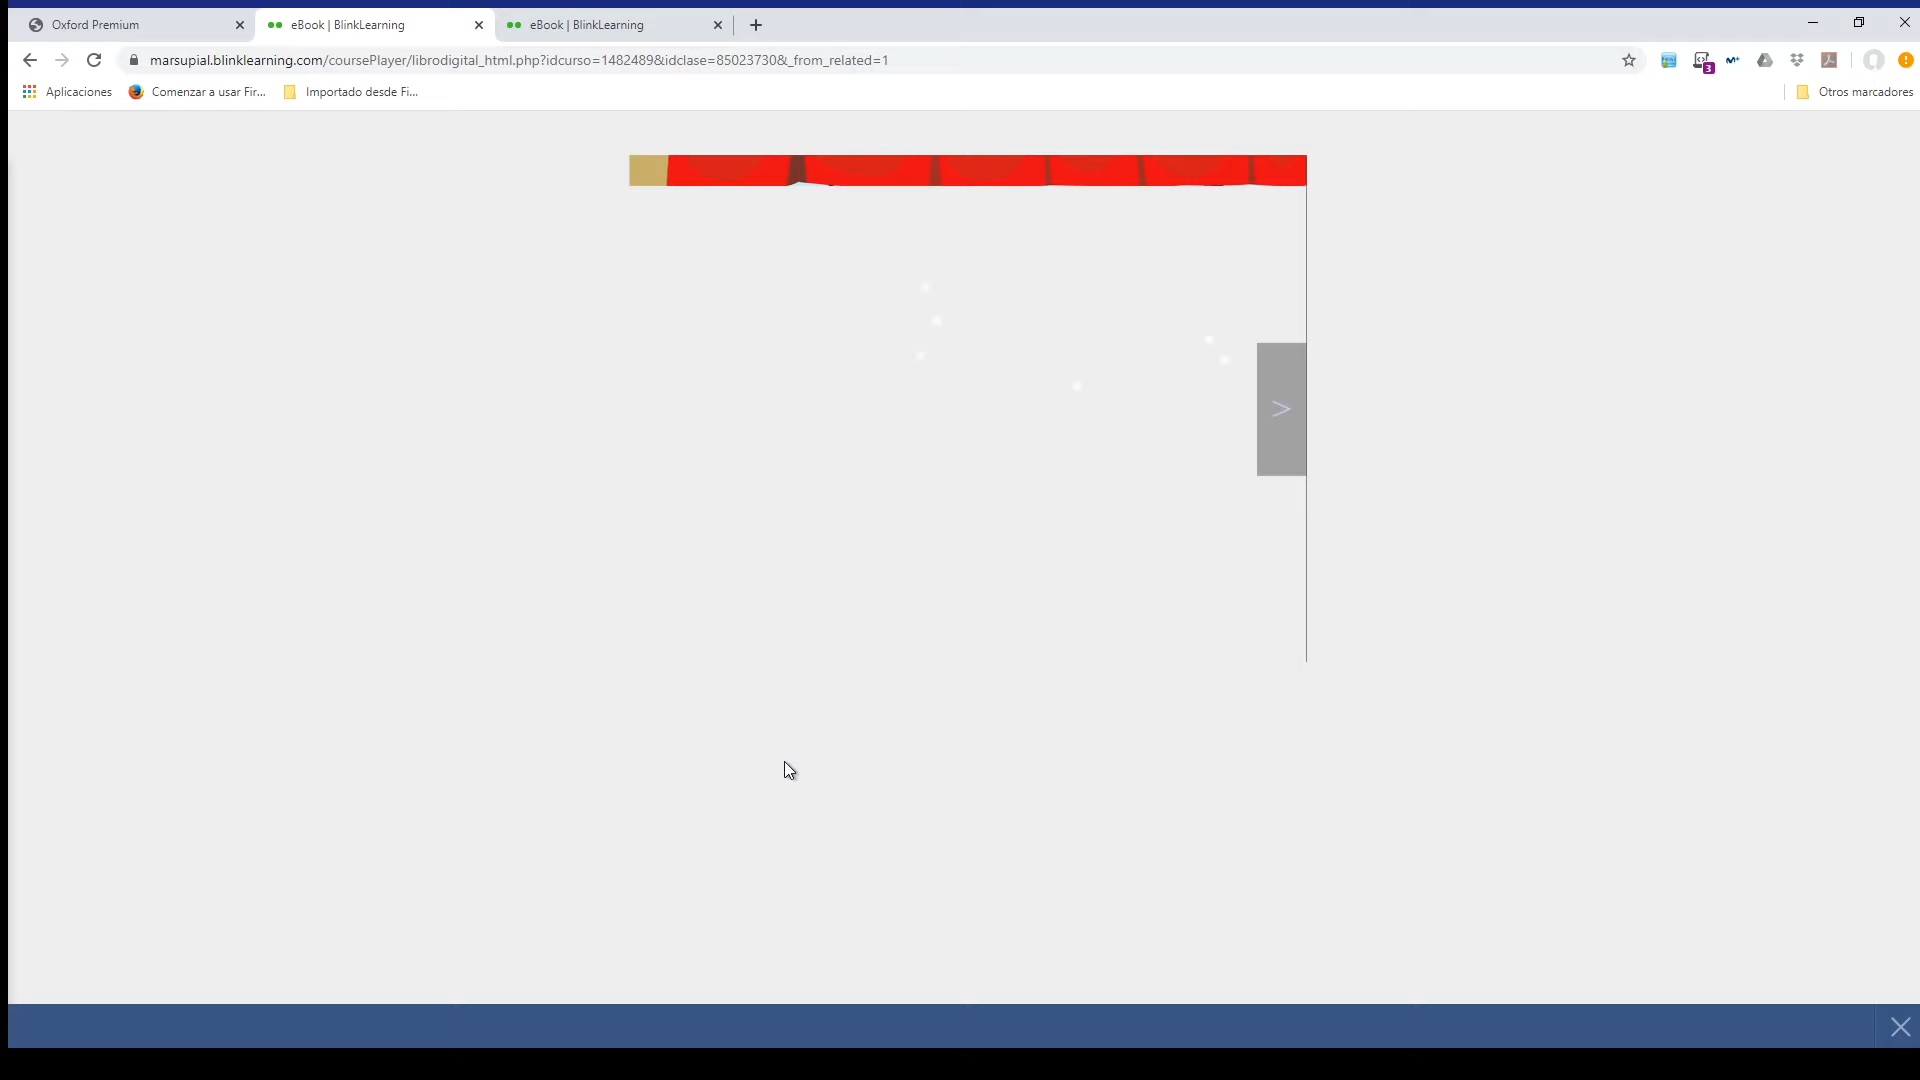 Oxford Premium
eBook | BlinkLearning
eBook | BlinkLearning
marsupial.blinklearning.com/coursePlayer/librodigital_html.php?idcurso=1482489&idclase=85023730&_from_related=1
3
Aplicaciones
Comenzar a usar Fir...
Importado desde Fi...
Otros marcadores
>